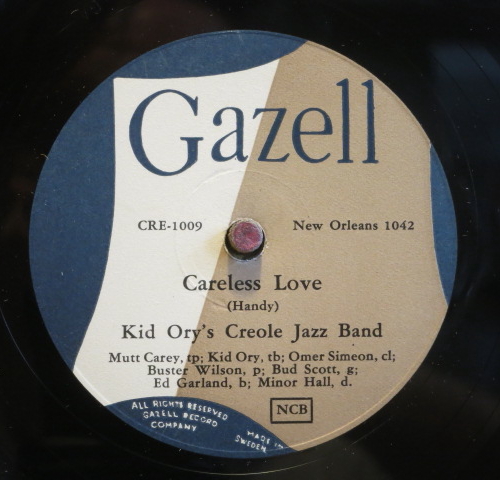 Gazell
CRE-1009 New Orleans 1042
Careless Love
(Handy)
Kid Ory's Creole Jazz Band
Mutt Carey, tp; Kid Ory, tb; Omer Simeon, cl;
Buster Wilson, p; Bud Scott, g;
Ed Garland, b; Minor Hall, d.
NCB
ALL RIGHTS RESERVED
GAZELL RECORD
COMPANY
MADE IN
SWEDEN